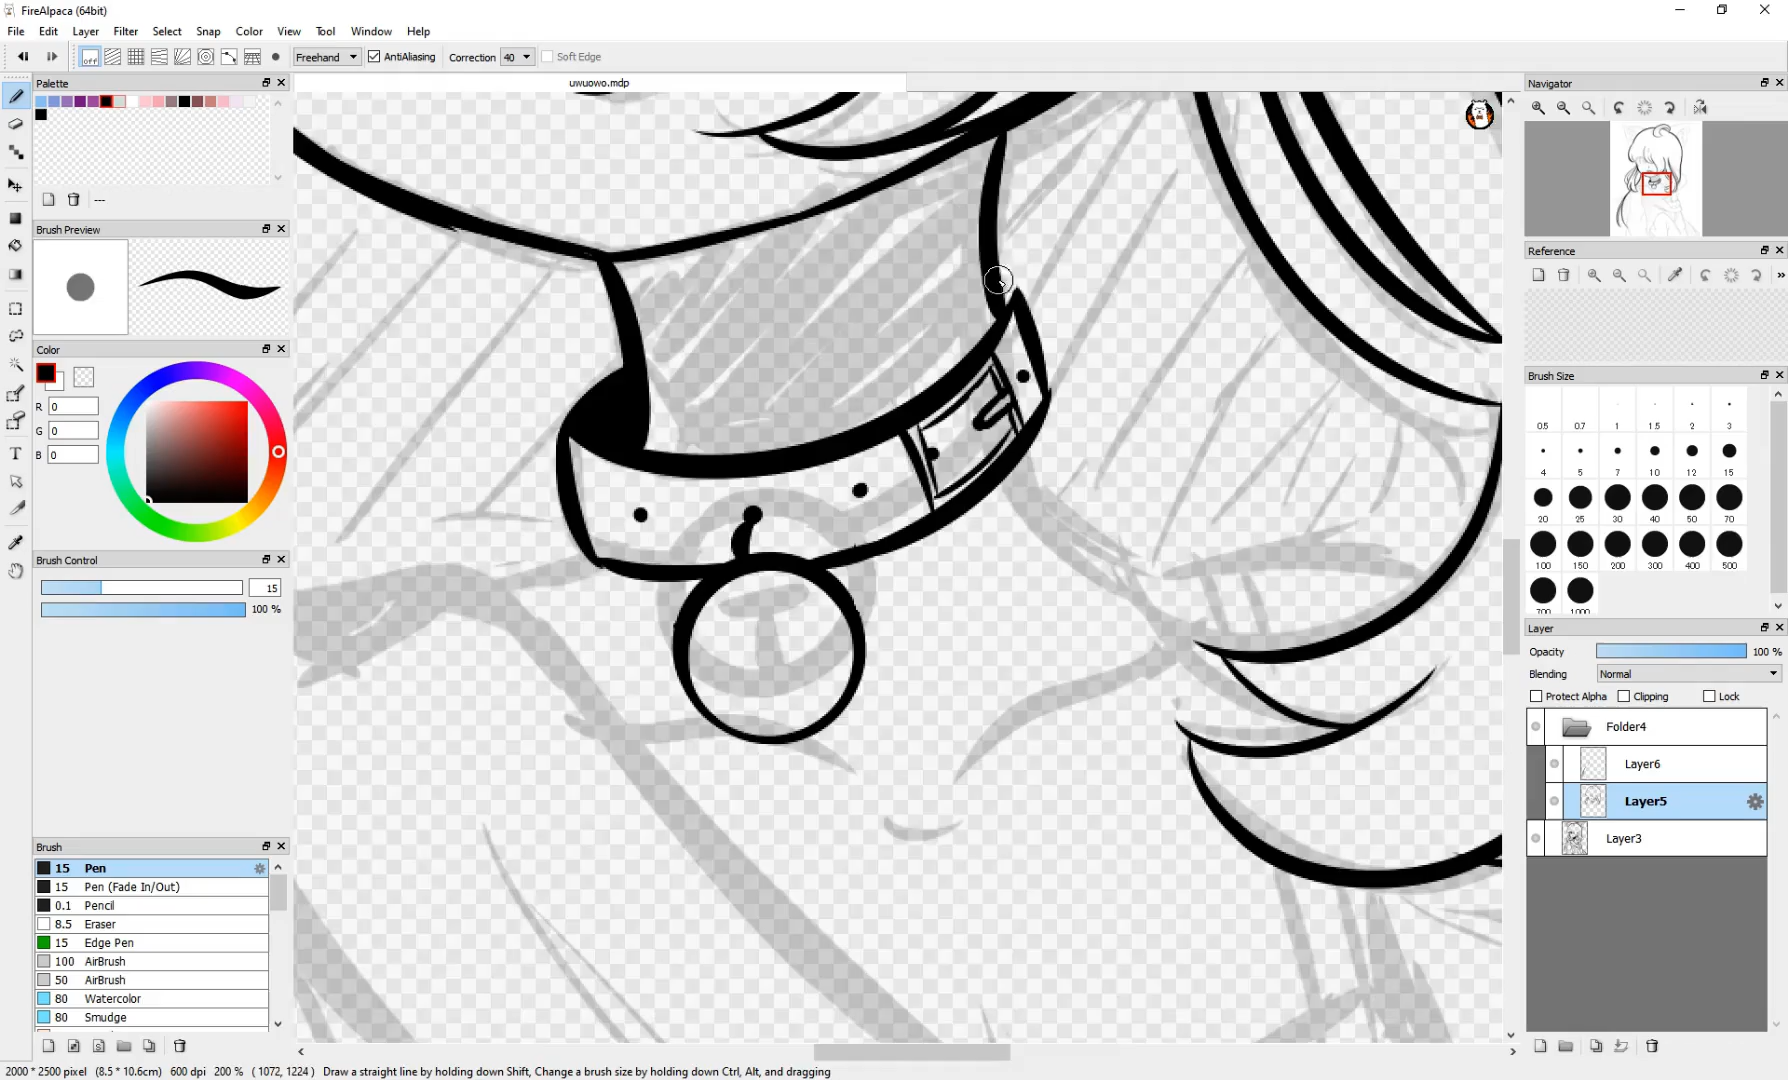 FireAlpaca (64bit)
File Edit Layer Filter Select Snap Color View Tool Window Help
off Freehand AntiAliasing Correction 40 Soft Edge
Palette
uwuowo.mdp
Navigator
---
Brush Preview
Reference
Color
R 0
G 0
B 0
Brush Size
0.5 0.7 1 1.5 2 3
4 5 7 10 12 15
20 25 30 40 50 70
100 150 200 300 400 500
700 1000
Brush Control
15
100 %
Layer
Opacity 100 %
Blending Normal
Protect Alpha Clipping Lock
Folder4
Layer6
Layer5
Layer3
Brush
15 Pen
15 Pen (Fade In/Out)
0.1 Pencil
8.5 Eraser
15 Edge Pen
100 AirBrush
50 AirBrush
80 Watercolor
80 Smudge
2000 * 2500 pixel (8.5 * 10.6cm) 600 dpi 200 % ( 1072, 1224 ) Draw a straight line by holding down Shift, Change a brush size by holding down Ctrl, Alt, and dragging